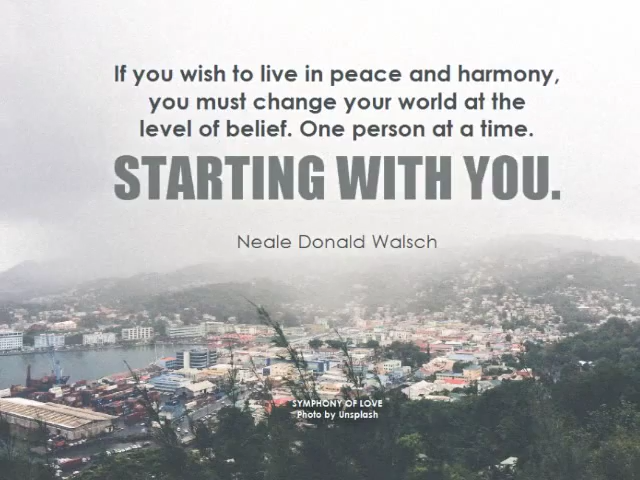 If you wish to live in peace and harmony,
you must change your world at the
level of belief. One person at a time.
STARTING WITH YOU.
Neale Donald Walsch
SYMPHONY OF LOVE
Photo by Unsplash